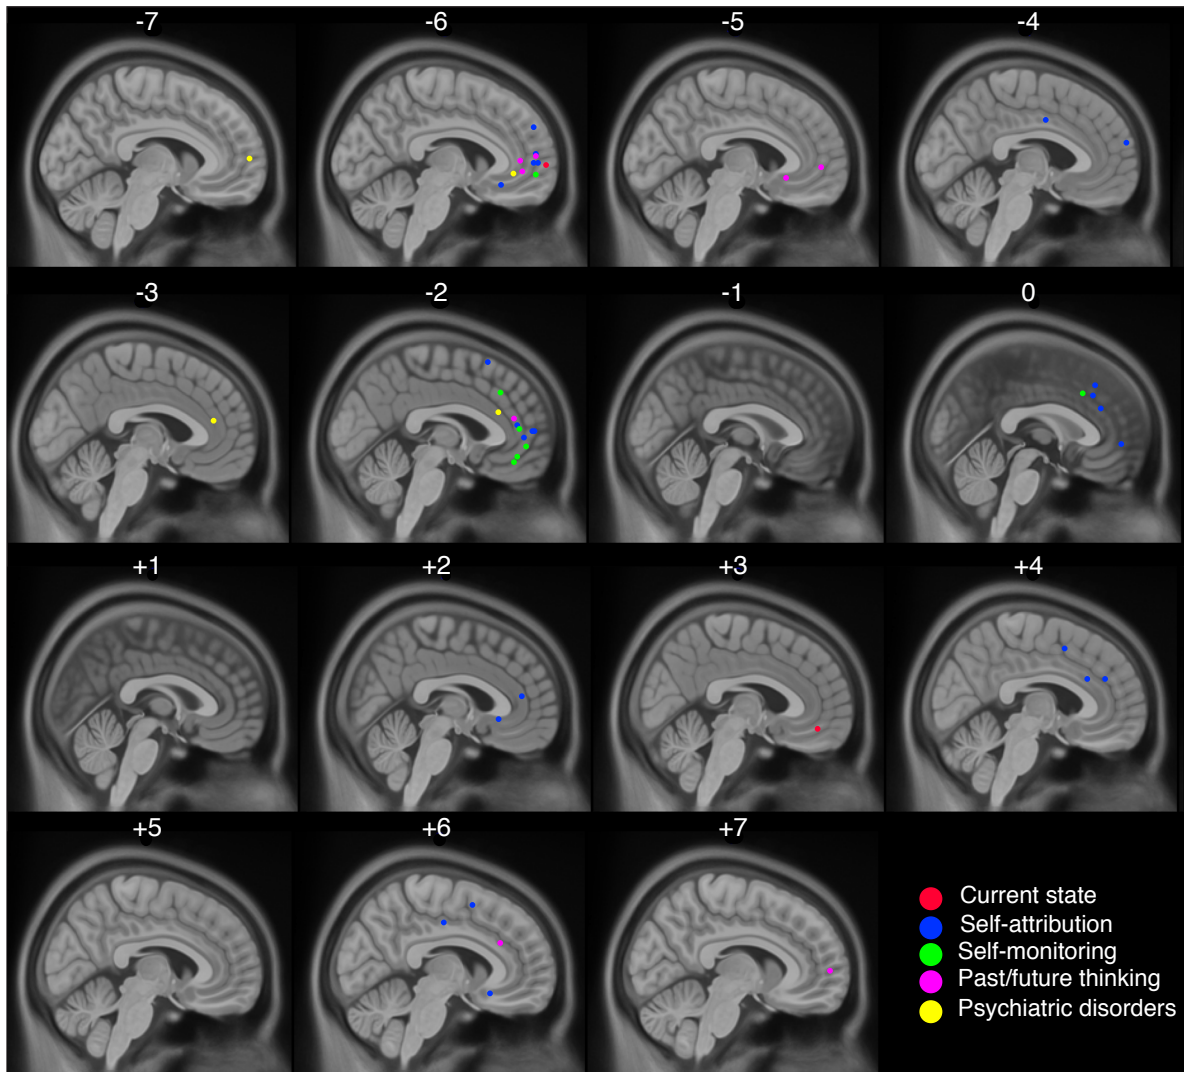 -7 -6 -5 -4
-3 -2 -1 0
+1 +2 +3 +4
+5 +6 +7
Current state
Self-attribution
Self-monitoring
Past/future thinking
Psychiatric disorders